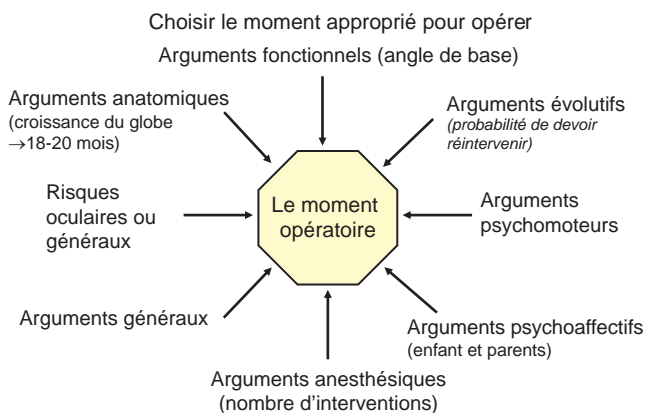 Choisir le moment approprié pour opérer
Arguments fonctionnels (angle de base)
Arguments anatomiques
(croissance du globe
→18-20 mois)
Arguments évolutifs
(probabilité de devoir
réintervenir)
Risques
oculaires ou
généraux
Le moment
opératoire
Arguments
psychomoteurs
Arguments généraux
Arguments psychoaffectifs
(enfant et parents)
Arguments anesthésiques
(nombre d'interventions)